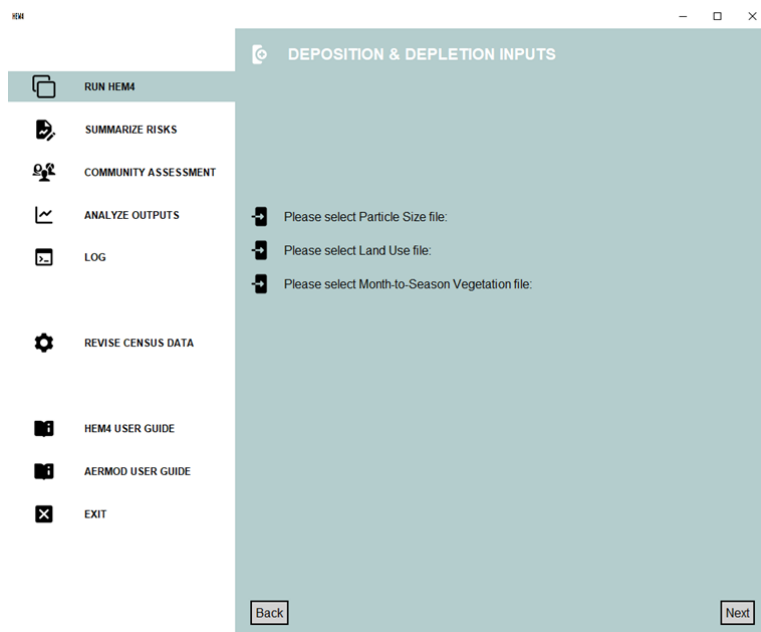 HEM4
DEPOSITION & DEPLETION INPUTS
RUN HEM4
SUMMARIZE RISKS
COMMUNITY ASSESSMENT
ANALYZE OUTPUTS
LOG
REVISE CENSUS DATA
HEM4 USER GUIDE
AERMOD USER GUIDE
EXIT
Please select Particle Size file:
Please select Land Use file:
Please select Month-to-Season Vegetation file:
Back
Next